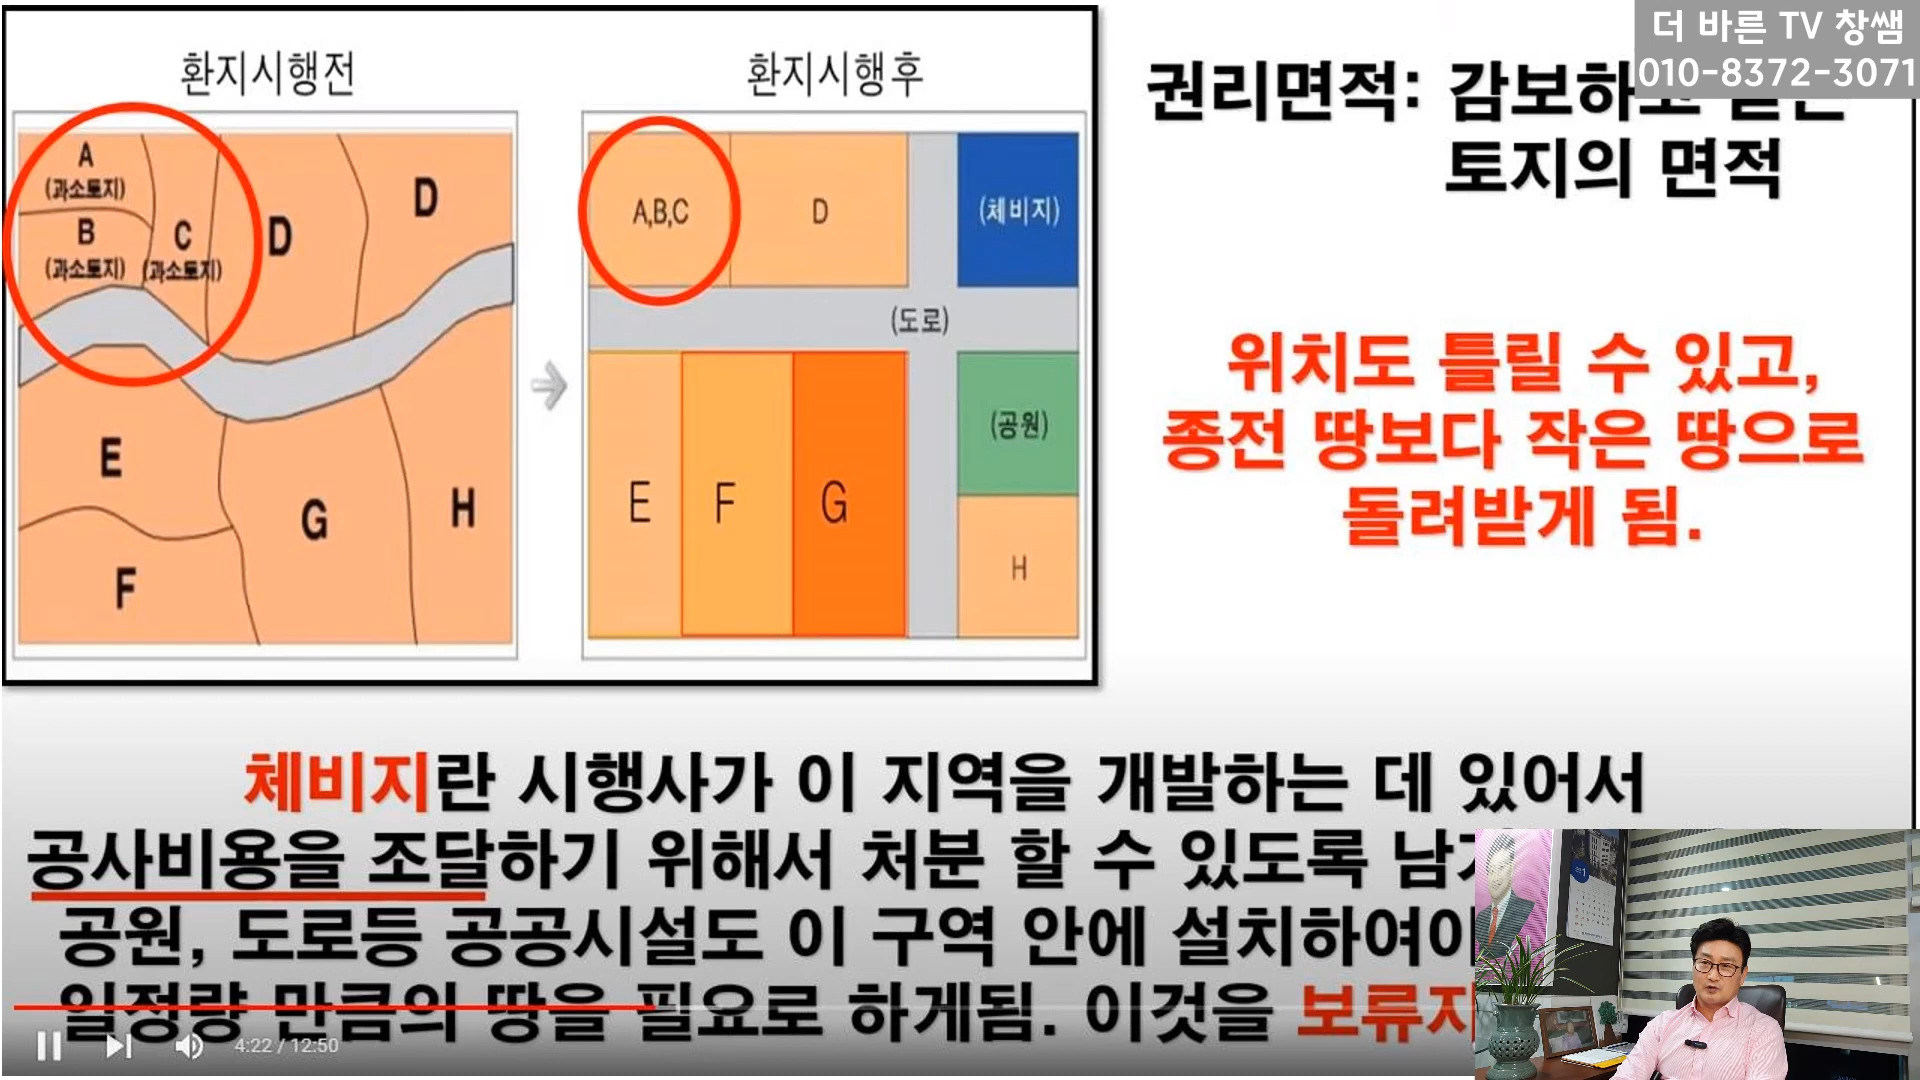 더 바른 TV 창쌤
010-8372-3071
환지시행전
환지시행후
권리면적: 감보하고
토지의 면적
A
(과소토지)
B
(과소토지)
C
(과소토지)
D
D
E
F
G
H
A,B,C
D
(체비지)
(도로)
E
F
G
(공원)
H
위치도 틀릴 수 있고,
종전 땅보다 작은 땅으로
돌려받게 됨.
체비지란 시행사가 이 지역을 개발하는 데 있어서
공사비용을 조달하기 위해서 처분 할 수 있도록
공원, 도로등 공공시설도 이 구역 안에 설치하여야
일정량 만큼의 땅을 필요로 하게됨. 이것을 보류지
4:22 / 12:50